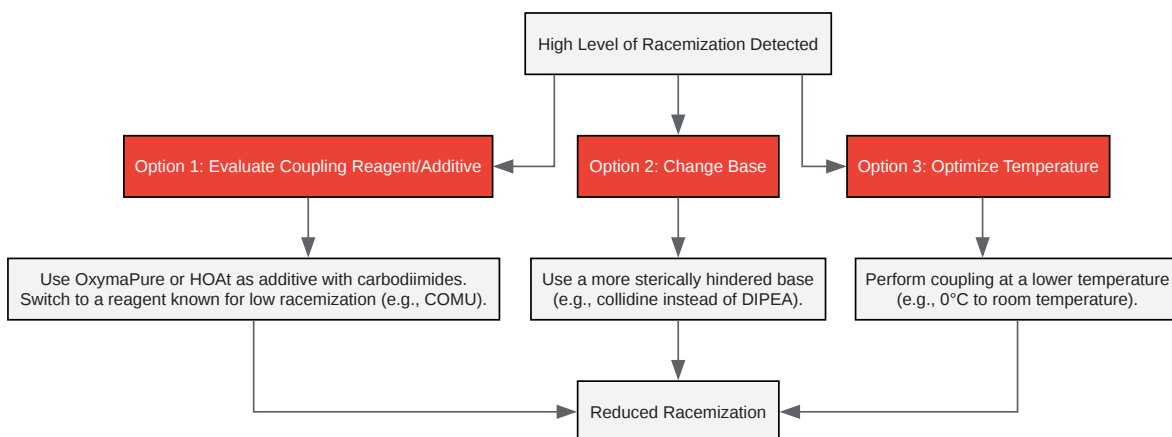 High Level of Racemization Detected
Option 1: Evaluate Coupling Reagent/Additive
Option 2: Change Base
Option 3: Optimize Temperature
Use OxymaPure or HOAt as additive with carbodiimides.
Switch to a reagent known for low racemization (e.g., COMU).
Use a more sterically hindered base
(e.g., collidine instead of DIPEA).
Perform coupling at a lower temperature
(e.g., 0°C to room temperature).
Reduced Racemization